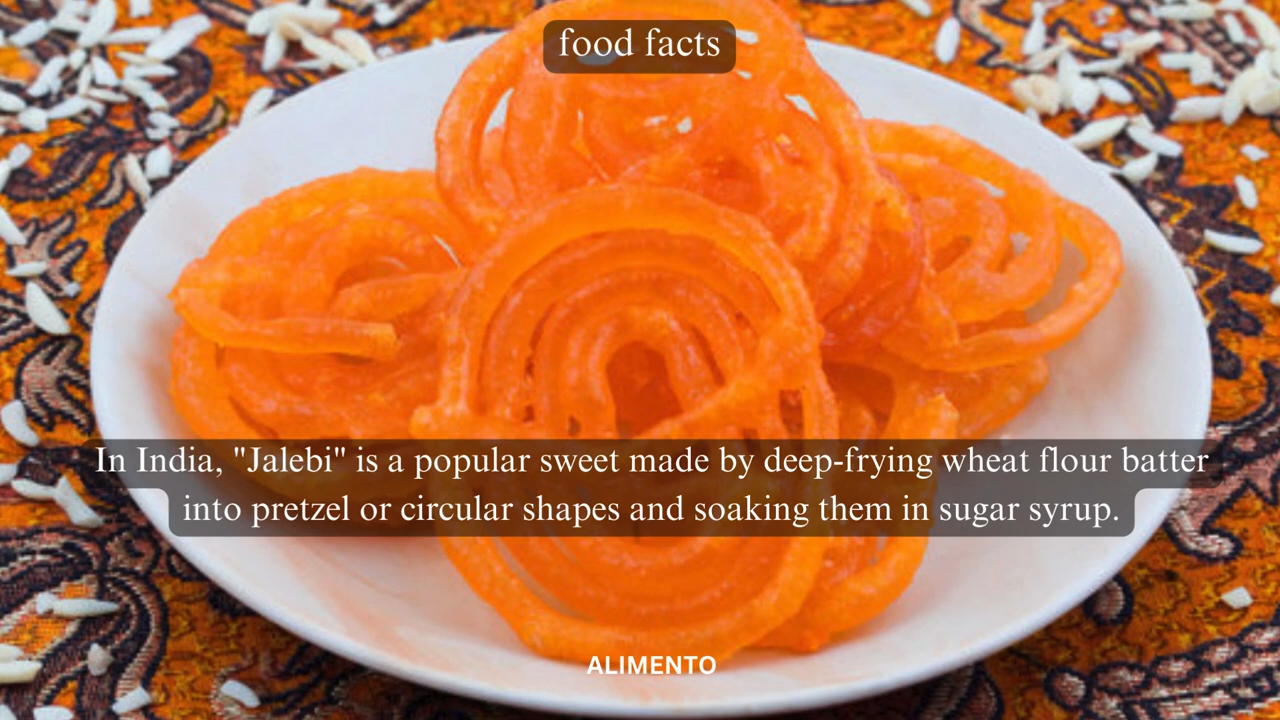 food facts
In India, "Jalebi" is a popular sweet made by deep-frying wheat flour batter
into pretzel or circular shapes and soaking them in sugar syrup.
ALIMENTO